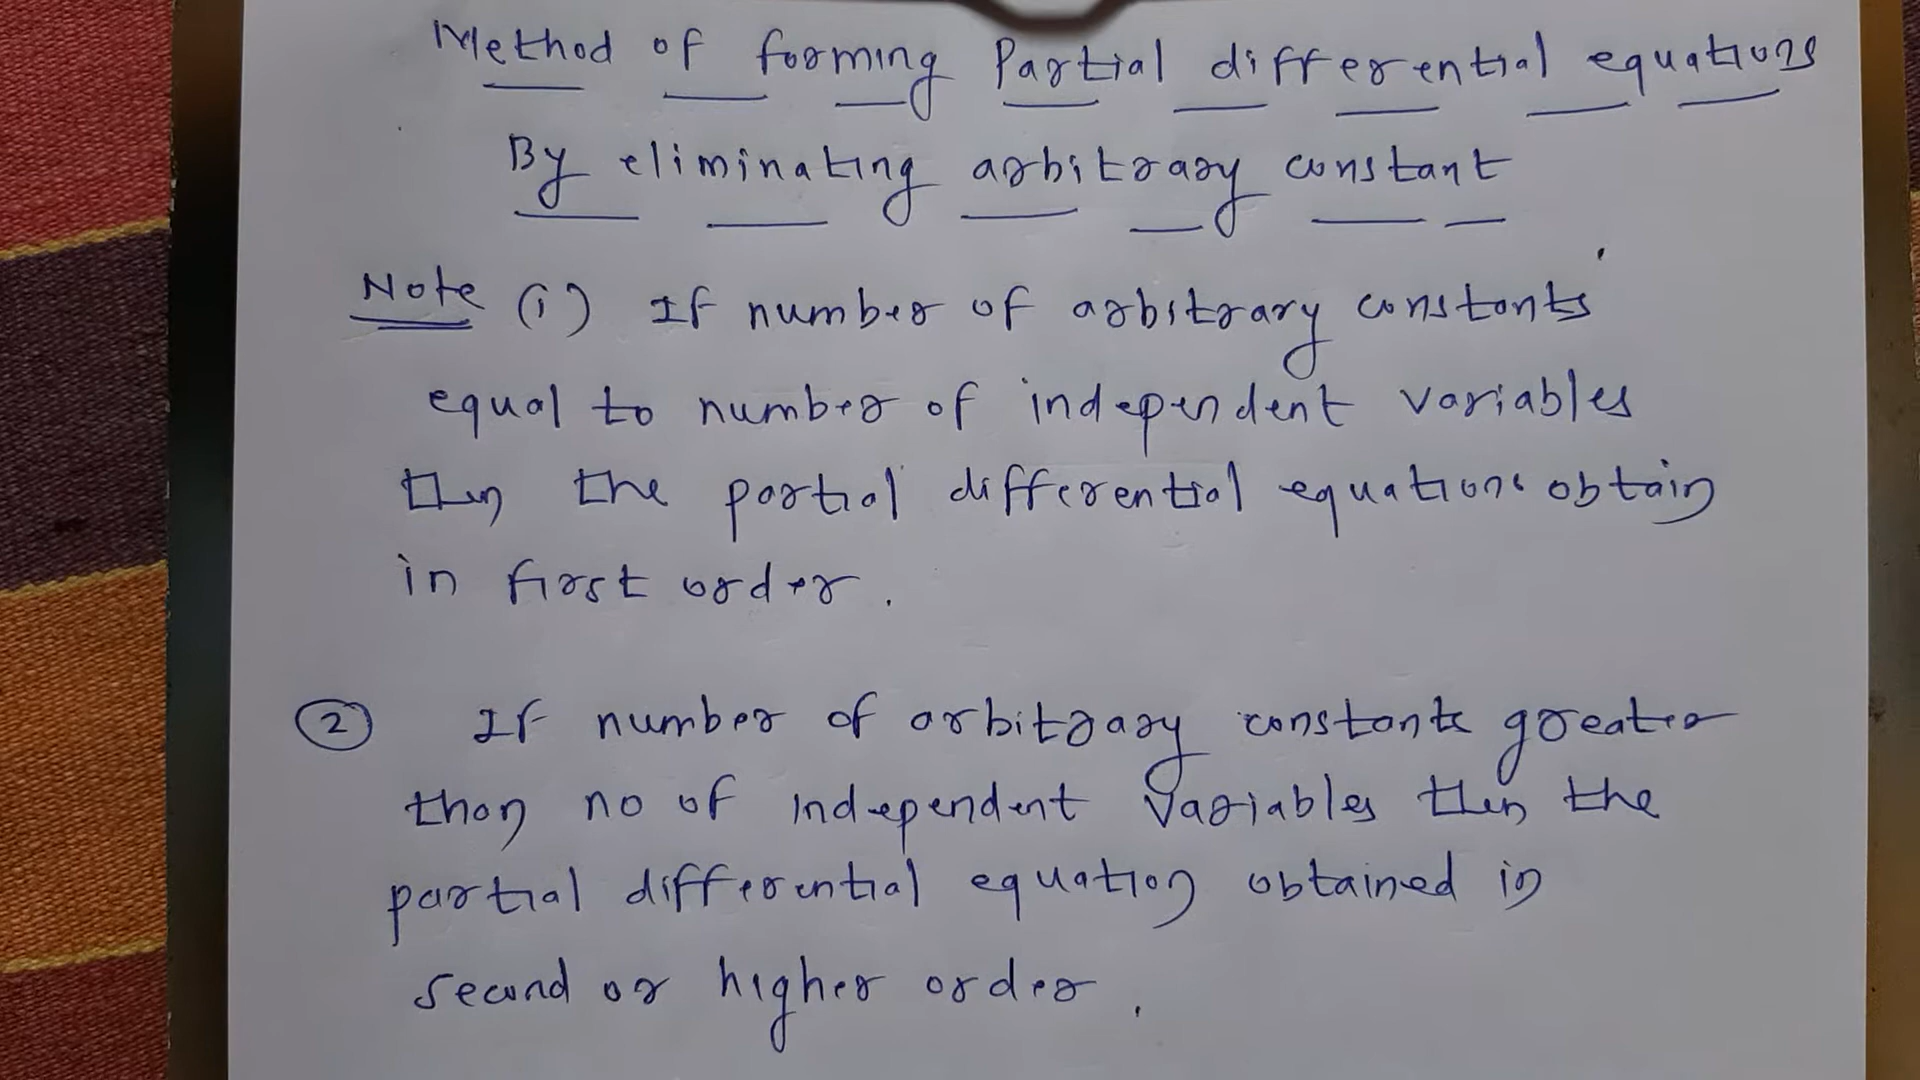 Method of forming Partial differential equations
By eliminating arbitrary constant
Note (i) If number of arbitrary constants
equal to number of independent variables
then the partial differential equations obtain
in first order.
2 If number of arbitrary constants greater
than no of independent variables then the
partial differential equation obtained in
second or higher order.